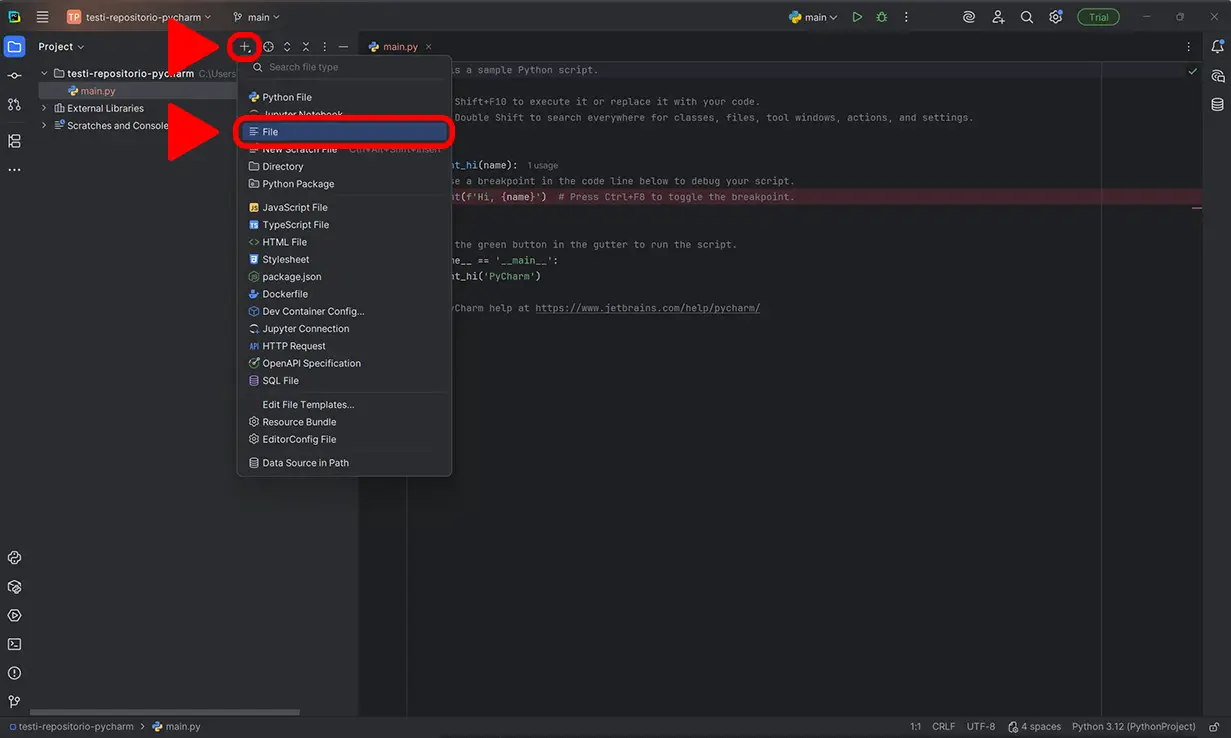 TP testi-repositorio-pycharm main main Trial
Project main.py
Search file type
testi-repositorio-pycharm C:\Users
main.py
External Libraries
Scratches and Console
Python File
Jupyter Notebook
File
New Scratch File Ctrl+Alt+Shift+Insert
Directory
Python Package
JS JavaScript File
TS TypeScript File
<> HTML File
Stylesheet
package.json
Dockerfile
Dev Container Config...
Jupyter Connection
API HTTP Request
OpenAPI Specification
SQL File
Edit File Templates...
Resource Bundle
EditorConfig File
Data Source in Path
s a sample Python script.
Shift+F10 to execute it or replace it with your code.
Double Shift to search everywhere for classes, files, tool windows, actions, and settings.
nt_hi(name): 1 usage
se a breakpoint in the code line below to debug your script.
nt(f'Hi, {name}') # Press Ctrl+F8 to toggle the breakpoint.
the green button in the gutter to run the script.
me__ == '__main__':
nt_hi('PyCharm')
yCharm help at https://www.jetbrains.com/help/pycharm/
testi-repositorio-pycharm > main.py 1:1 CRLF UTF-8 4 spaces Python 3.12 (PythonProject)